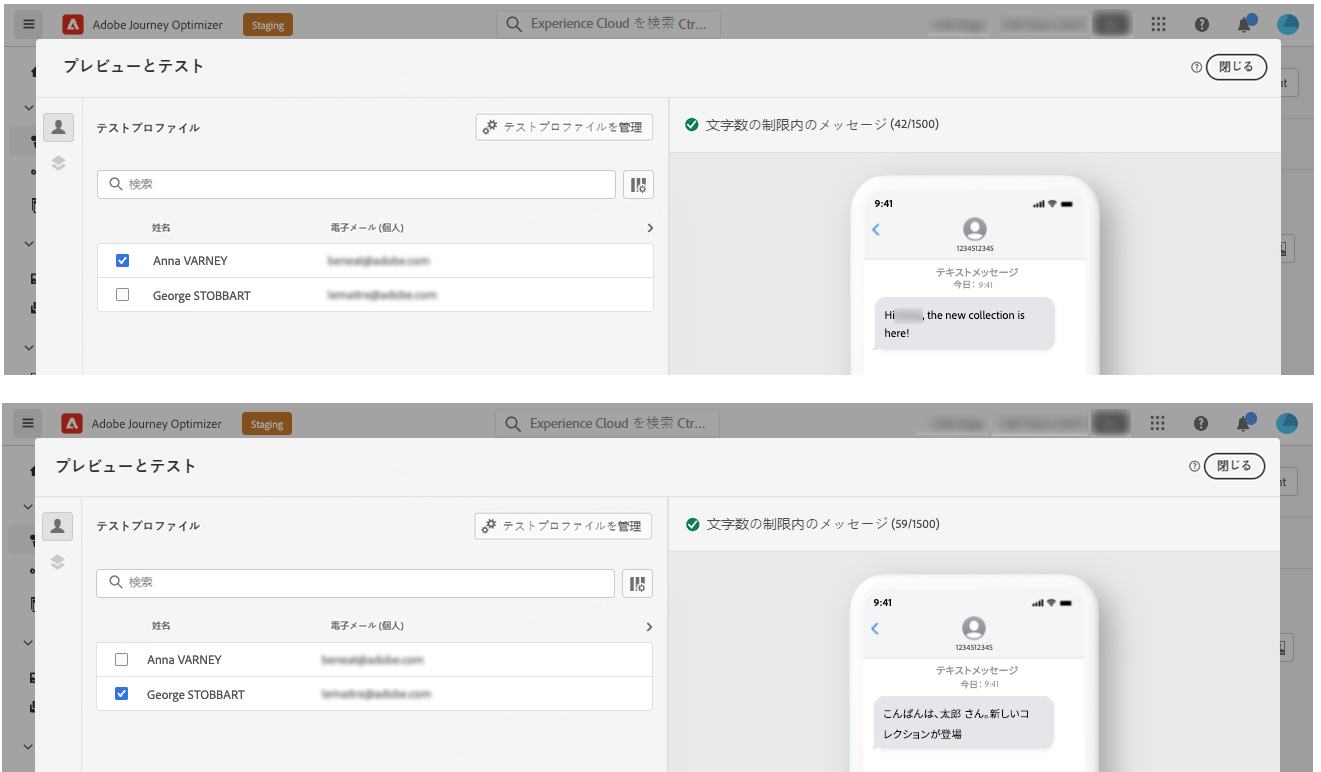 Adobe Journey Optimizer
Staging
Experience Cloud を検索 Ctr...
プレビューとテスト
閉じる
nt
テストプロファイル
テストプロファイルを管理
検索
姓名
電子メール (個人)
Anna VARNEY
George STOBBART
文字数の制限内のメッセージ (42/1500)
9:41
1234512345
テキストメッセージ
今日: 9:41
Hi , the new collection is
here!
Adobe Journey Optimizer
Staging
Experience Cloud を検索 Ctr...
プレビューとテスト
閉じる
nt
テストプロファイル
テストプロファイルを管理
検索
姓名
電子メール (個人)
Anna VARNEY
George STOBBART
文字数の制限内のメッセージ (59/1500)
9:41
1234512345
テキストメッセージ
今日: 9:41
こんばんは、太郎 さん。新しいコ
レクションが登場